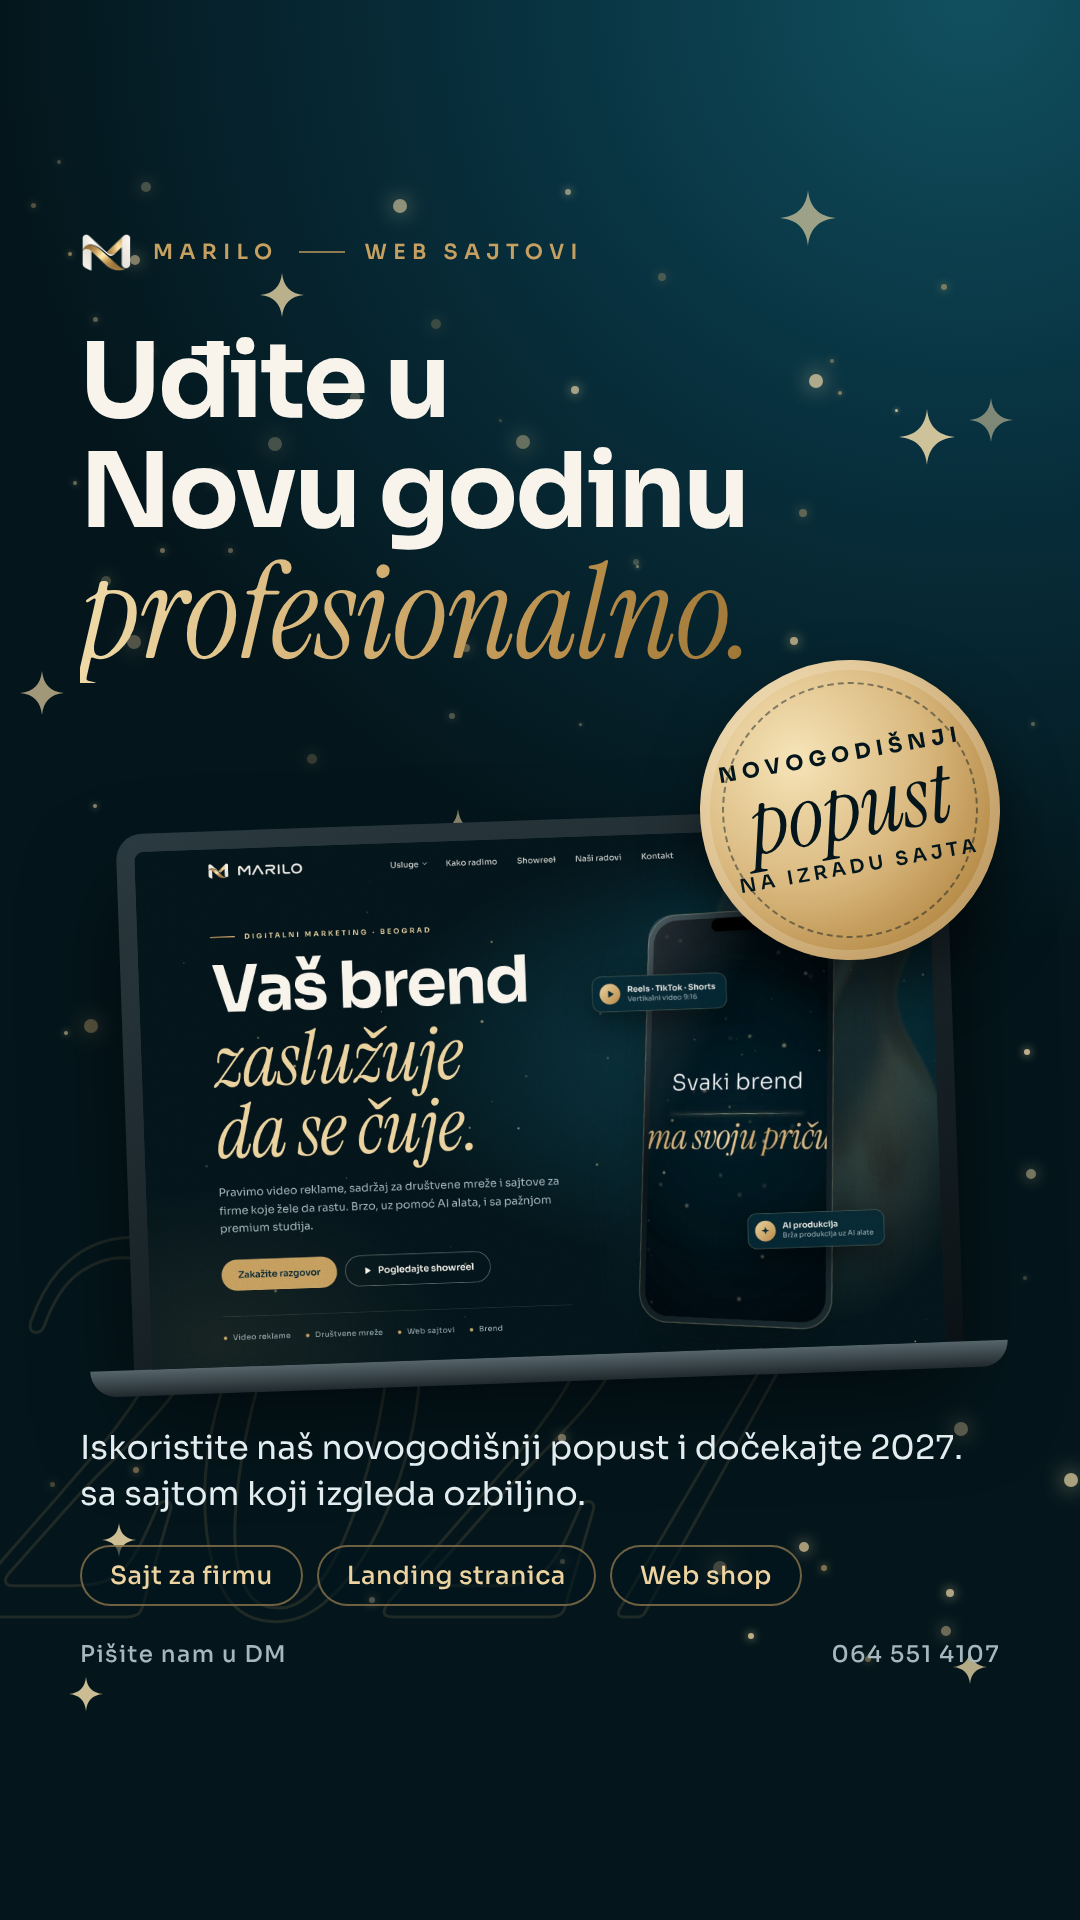 MARILO — WEB SAJTOVI
Uđite u
Novu godinu
profesionalno.
NOVOGODIŠNJI
popust
NA IZRADU SAJTA
MARILO
Usluge
Kako radimo
Showreel
Naši radovi
Kontakt
DIGITALNI MARKETING · BEOGRAD
Vaš brend
zaslužuje
da se čuje.
Pravimo video reklame, sadržaj za društvene mreže i sajtove za
firme koje žele da rastu. Brzo, uz pomoć AI alata, i sa pažnjom
premium studija.
Zakažite razgovor
Pogledajte showreel
Video reklame
Društvene mreže
Web sajtovi
Brend
Reels · TikTok · Shorts
Vertikalni video 9:16
Svaki brend
ma svoju priču
AI produkcija
Brža produkcija uz AI alate
Iskoristite naš novogodišnji popust i dočekajte 2027.
sa sajtom koji izgleda ozbiljno.
Sajt za firmu
Landing stranica
Web shop
Pišite nam u DM
064 551 4107
2027